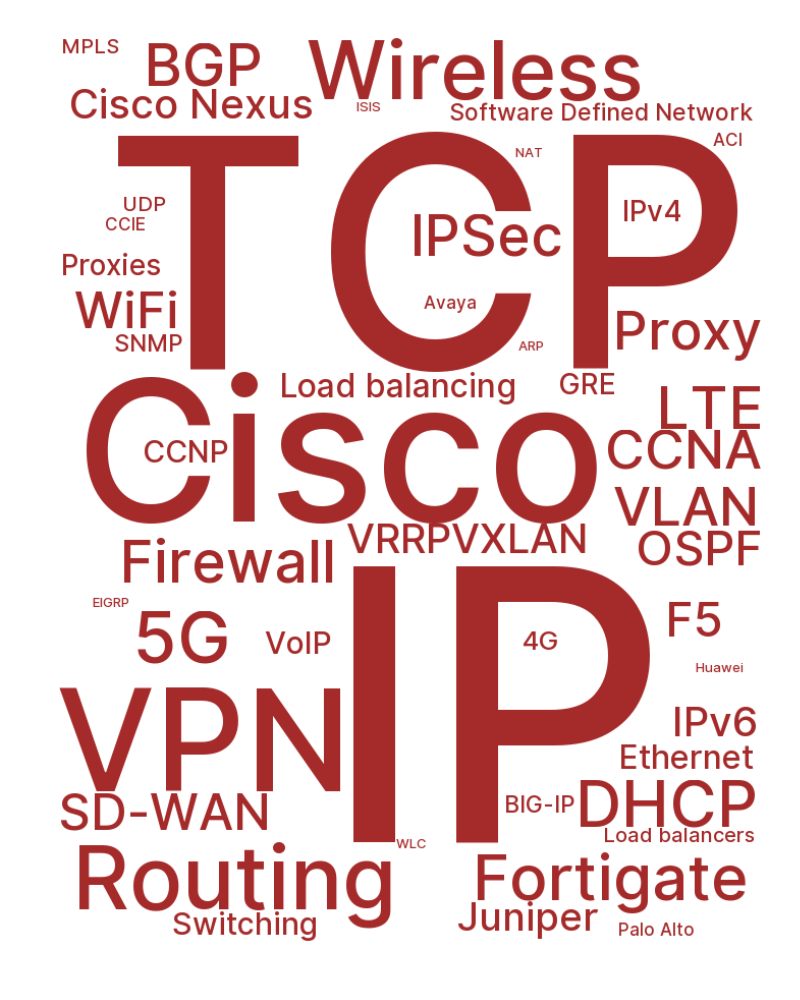 MPLS
BGP
Wireless
Cisco Nexus
ISIS
Software Defined Network
TCP
ACI
NAT
UDP
IPv4
CCIE
IPSec
Proxies
WiFi
Avaya
Proxy
SNMP
ARP
Load balancing
GRE
Cisco
LTE
CCNP
CCNA
VLAN
VRRP
VXLAN
OSPF
Firewall
IP
EIGRP
5G
VoIP
4G
F5
Huawei
VPN
IPv6
Ethernet
SD-WAN
BIG-IP
DHCP
Load balancers
WLC
Routing
Fortigate
Switching
Juniper
Palo Alto